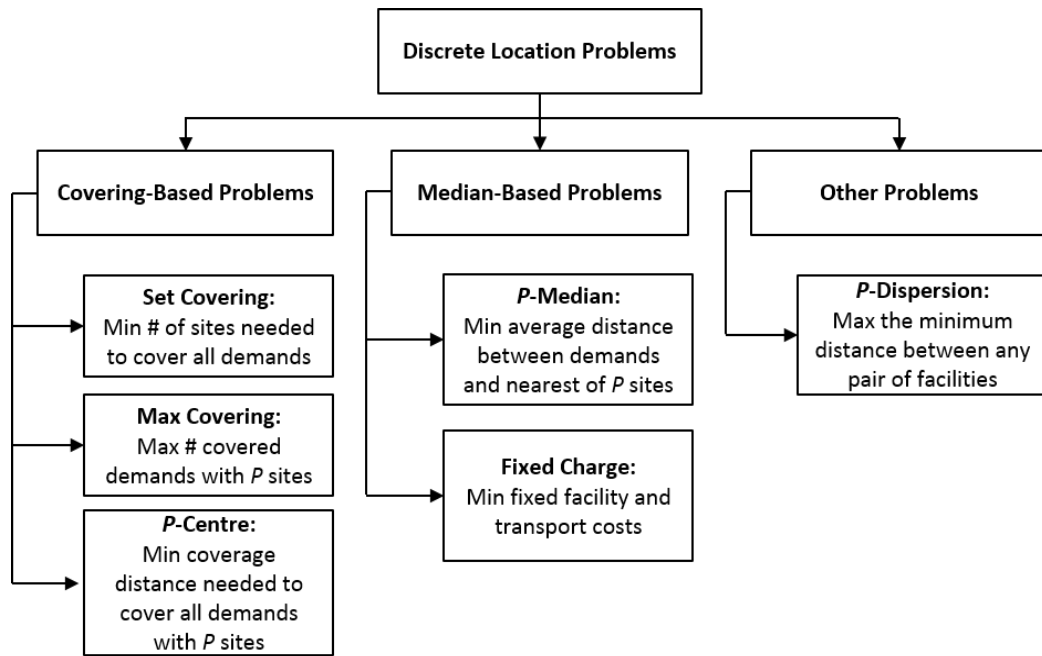 Discrete Location Problems
Covering-Based Problems
Median-Based Problems
Other Problems
Set Covering:
Min # of sites needed
to cover all demands
Max Covering:
Max # covered
demands with P sites
P-Centre:
Min coverage
distance needed to
cover all demands
with P sites
P-Median:
Min average distance
between demands
and nearest of P sites
Fixed Charge:
Min fixed facility and
transport costs
P-Dispersion:
Max the minimum
distance between any
pair of facilities